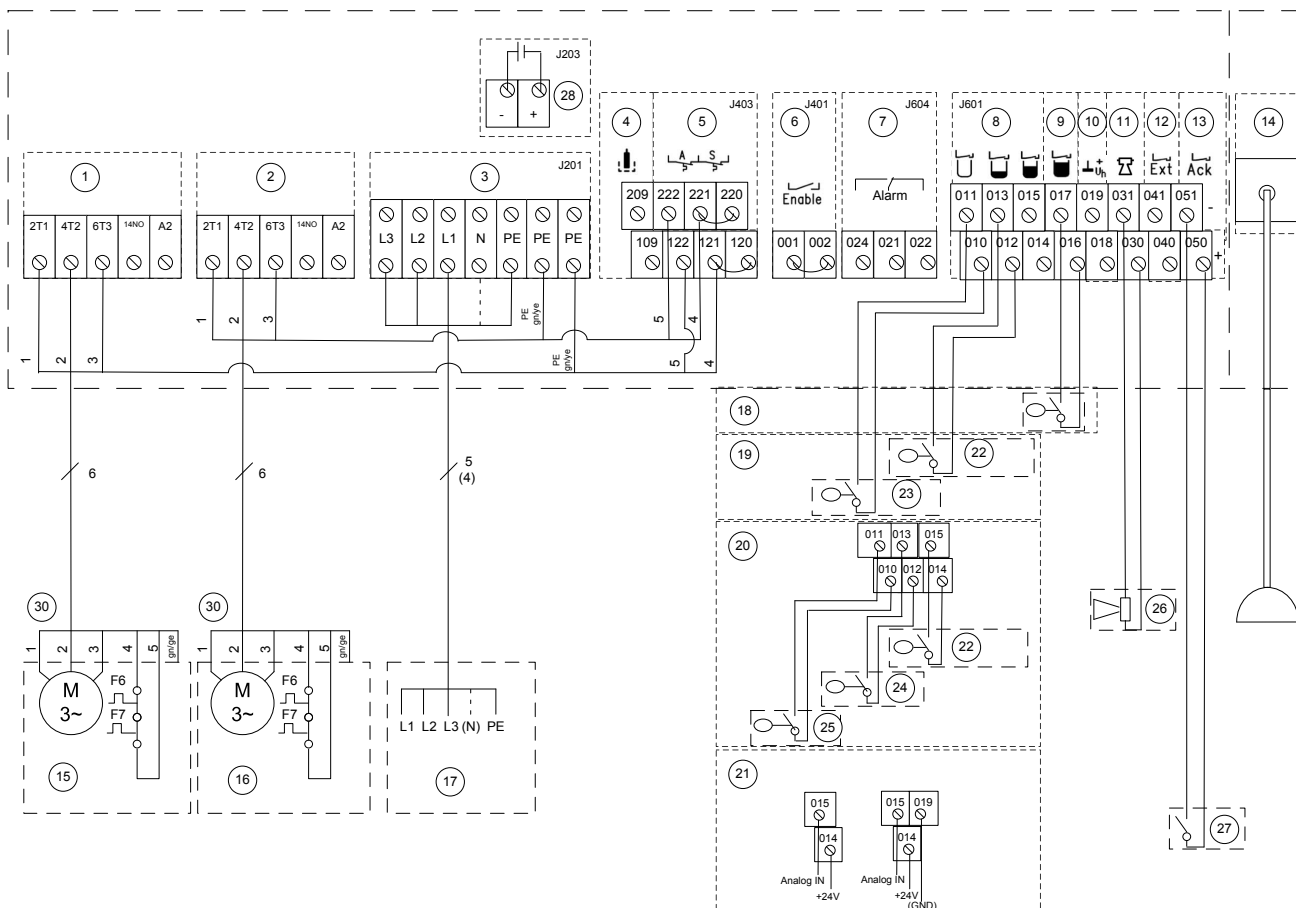 J203
28
- +
J403
J401
J604
J601
4
5
6
7
8
9
10
11
12
13
14
A S
Enable
Alarm
+
Uh
Ext
Ack
1
2
3
J201
2T1 4T2 6T3 14NO A2
2T1 4T2 6T3 14NO A2
L3 L2 L1 N PE PE PE
209 222 221 220
109 122 121 120
001 002
024 021 022
011 013 015 017 019 031 041 051 -
010 012 014 016 018 030 040 050 +
1 2 3
1 2 3
PE gn/ye
PE gn/ye
5 4
5 4
18
19
22
23
6
6
5
(4)
20
011 013 015
010 012 014
22
24
25
26
30
30
1 2 3 4 5 gn/ge
1 2 3 4 5 gn/ge
M
3~
F6
F7
M
3~
F6
F7
L1 L2 L3 (N) PE
15
16
17
21
015
014
Analog IN
+24V
015 019
014
Analog IN
+24V
(GND)
27